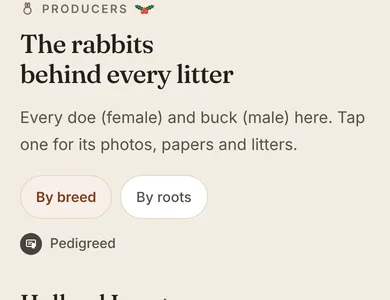 PRODUCERS
The rabbits
behind every litter
Every doe (female) and buck (male) here. Tap
one for its photos, papers and litters.
By breed
By roots
Pedigreed